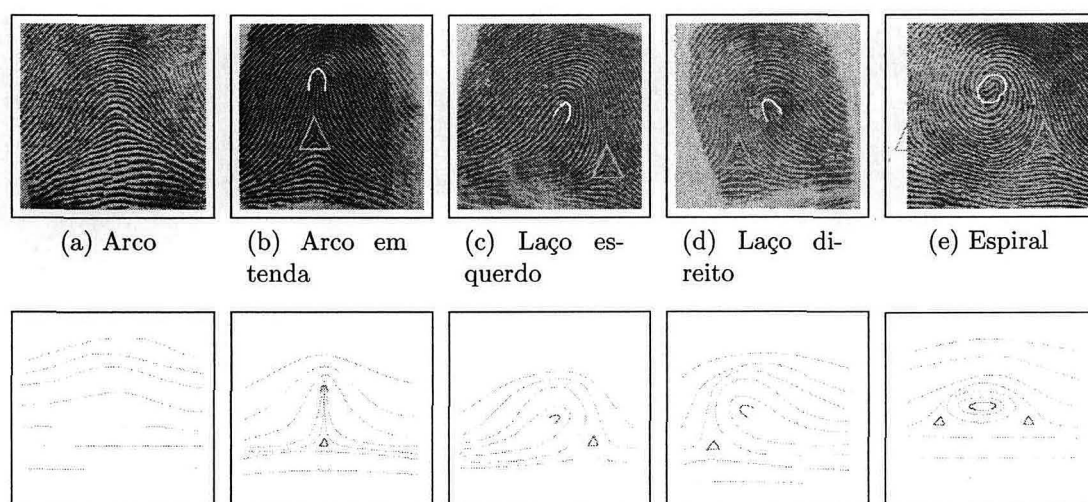 (a) Arco
(b) Arco em
tenda
(c) Laço es-
querdo
(d) Laço di-
reito
(e) Espiral